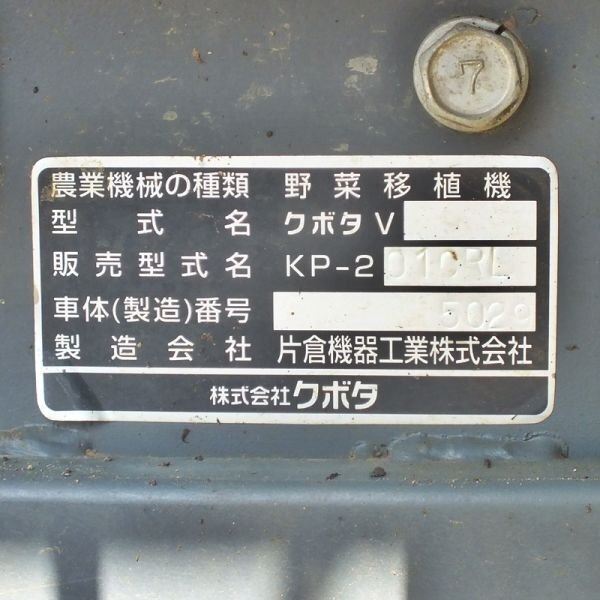 7
農業機械の種類 野菜移植機
型式名 クボタV
販売型式名 KP-2010RL
車体(製造)番号 5029
製造会社 片倉機器工業株式会社
株式会社クボタ